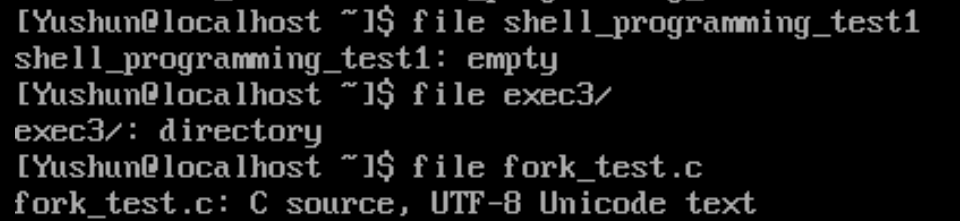 [Yushun@localhost ~]$ file shell_programming_test1
shell_programming_test1: empty
[Yushun@localhost ~]$ file exec3/
exec3/: directory
[Yushun@localhost ~]$ file fork_test.c
fork_test.c: C source, UTF-8 Unicode text